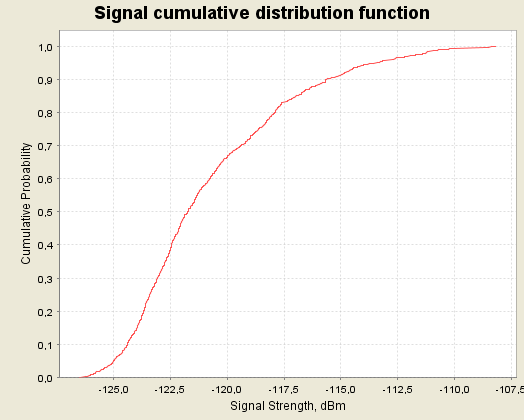 Signal cumulative distribution function
Cumulative Probability
1,0
0,9
0,8
0,7
0,6
0,5
0,4
0,3
0,2
0,1
0,0
-125,0 -122,5 -120,0 -117,5 -115,0 -112,5 -110,0 -107,5
Signal Strength, dBm